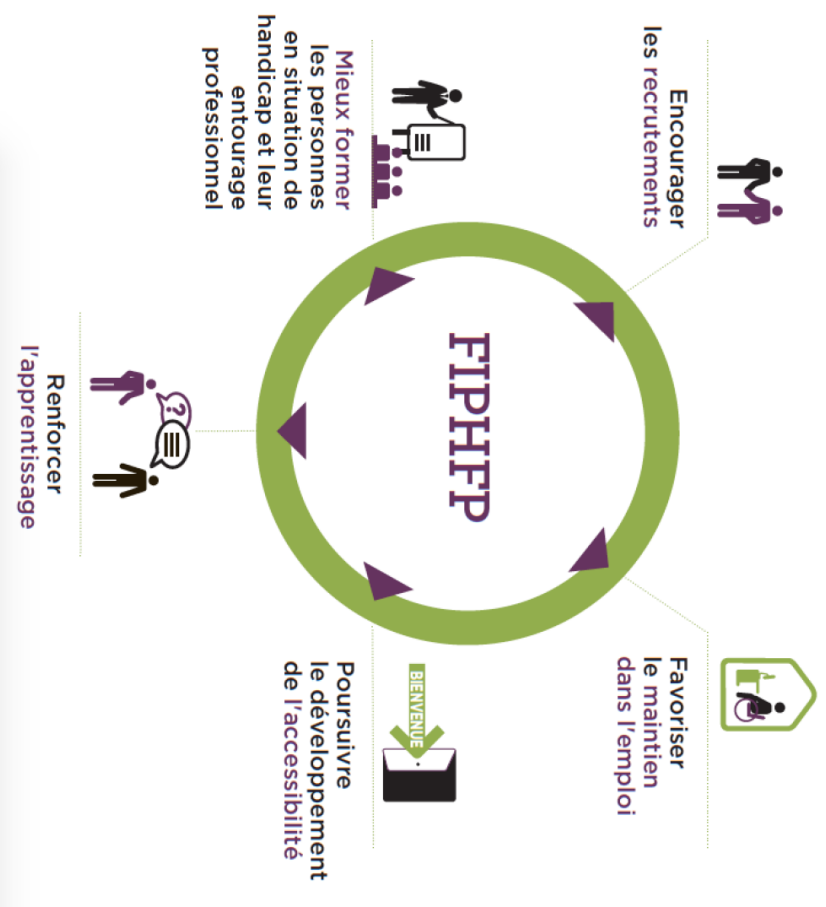 Encourager
les recrutements
Favoriser
le maintien
dans l'emploi
FIPHFP
Mieux former
les personnes
en situation de
handicap et leur
entourage
professionnel
?
BIENVENUE
Poursuivre
le développement
de l'accessibilité
Renforcer
l'apprentissage